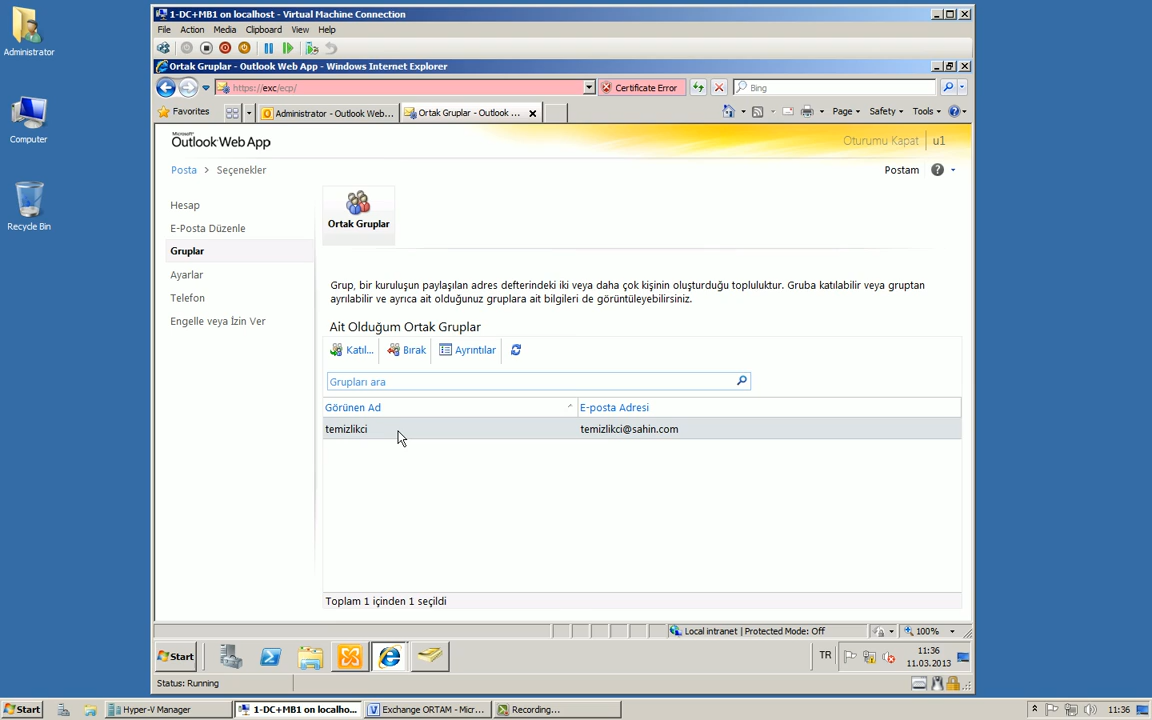 Administrator
Computer
Recycle Bin
1-DC+MB1 on localhost - Virtual Machine Connection
File Action Media Clipboard View Help
Ortak Gruplar - Outlook Web App - Windows Internet Explorer
https://exc/ecp/
Certificate Error
Bing
Favorites
Administrator - Outlook Web...
Ortak Gruplar - Outlook ...
Page
Safety
Tools
Microsoft
Outlook Web App
Oturumu Kapat
u1
Posta > Seçenekler
Postam
Hesap
E-Posta Düzenle
Gruplar
Ayarlar
Telefon
Engelle veya İzin Ver
Ortak Gruplar
Grup, bir kuruluşun paylaşılan adres defterindeki iki veya daha çok kişinin oluşturduğu topluluktur. Gruba katılabilir veya gruptan
ayrılabilir ve ayrıca ait olduğunuz gruplara ait bilgileri de görüntüleyebilirsiniz.
Ait Olduğum Ortak Gruplar
Katıl...
Bırak
Ayrıntılar
Grupları ara
Görünen Ad
E-posta Adresi
temizlikci
temizlikci@sahin.com
Toplam 1 içinden 1 seçildi
Local intranet | Protected Mode: Off
100%
Start
TR
11:36
11.03.2013
Status: Running
Start
Hyper-V Manager
1-DC+MB1 on localho...
Exchange ORTAM - Micr...
Recording...
11:36